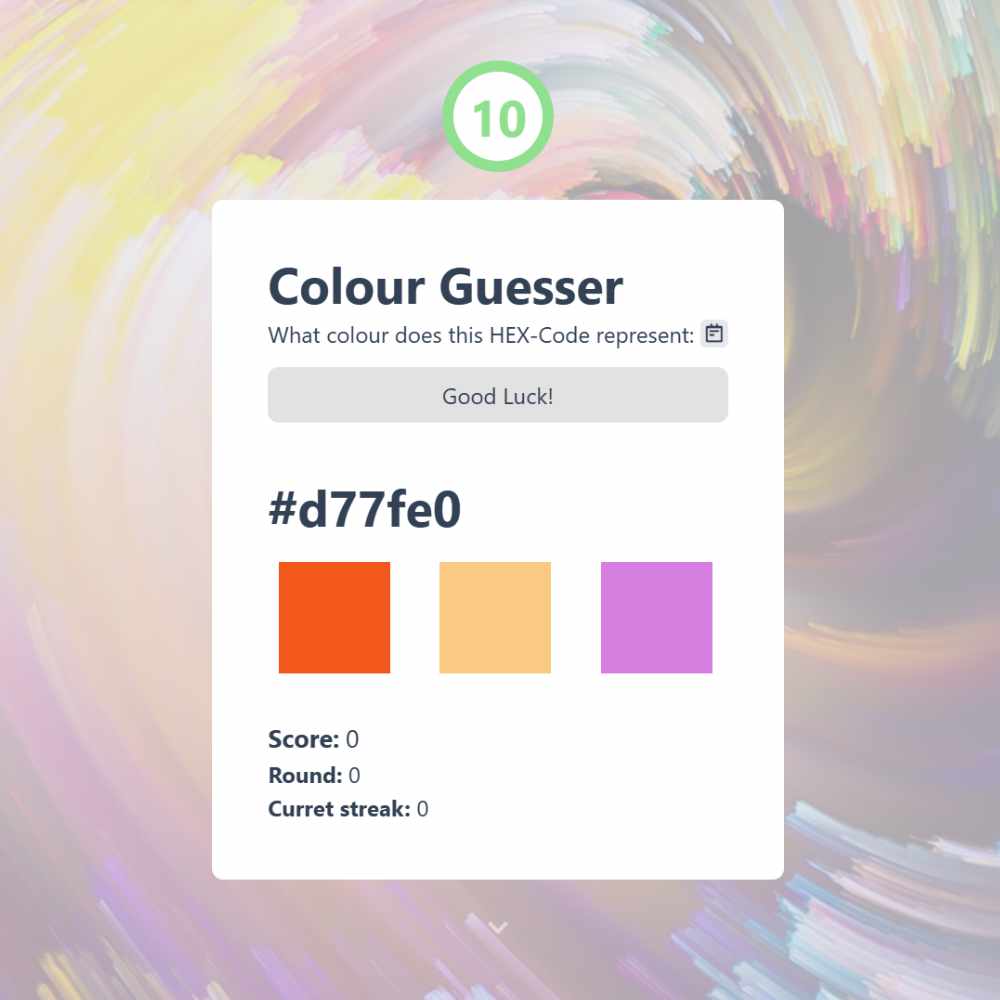 10
Colour Guesser
What colour does this HEX-Code represent:
Good Luck!
#d77fe0
Score: 0
Round: 0
Curret streak: 0